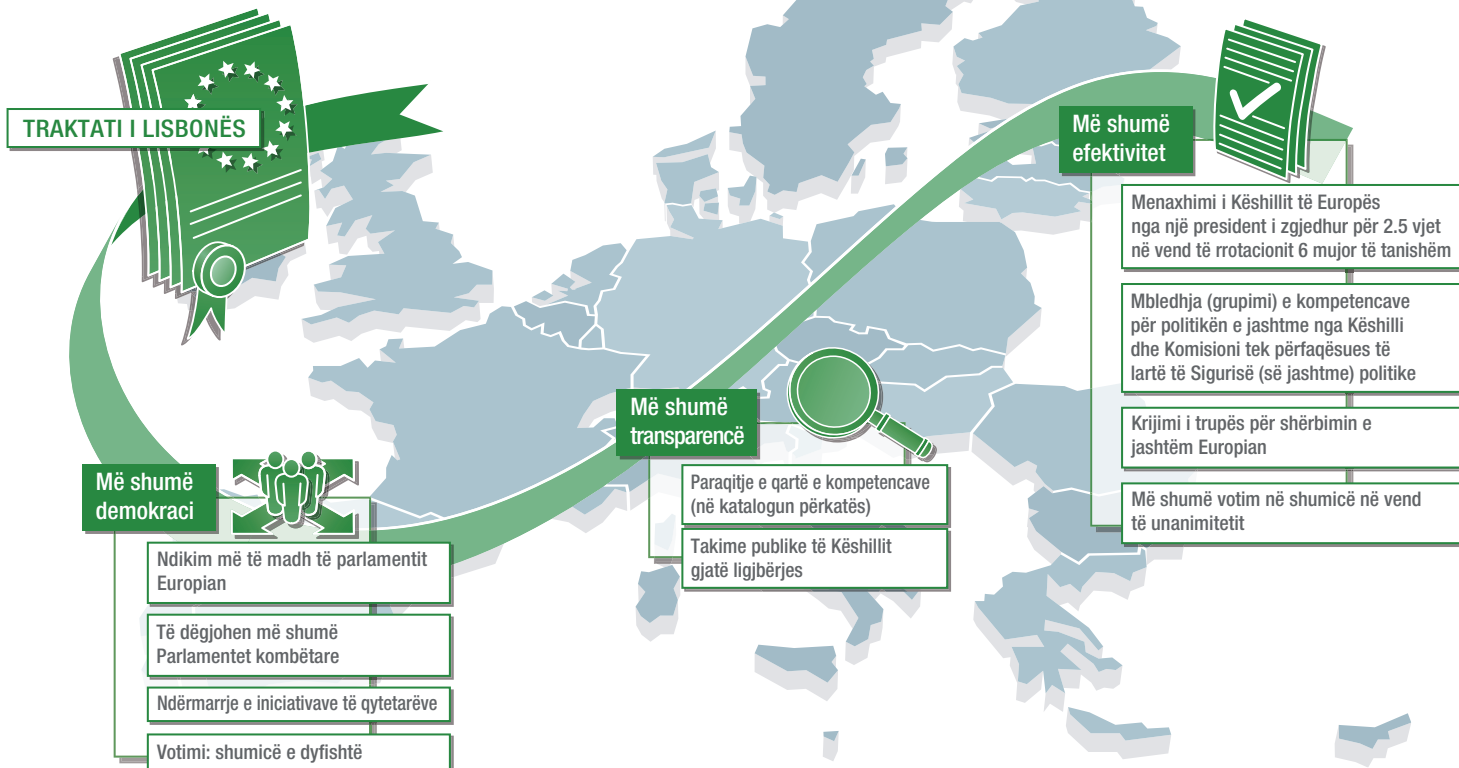 TRAKTATI I LISBONËS
Më shumë
demokraci
Ndikim më të madh të parlamentit
Europian
Të dëgjohen më shumë
Parlamentet kombëtare
Ndërmarrje e iniciativave të qytetarëve
Votimi: shumicë e dyfishtë
Më shumë
transparencë
Paraqitje e qartë e kompetencave
(në katalogun përkatës)
Takime publike të Këshillit
gjatë ligjbërjes
Më shumë
efektivitet
Menaxhimi i Këshillit të Europës
nga një president i zgjedhur për 2.5 vjet
në vend të rrotacionit 6 mujor të tanishëm
Mbledhja (grupimi) e kompetencave
për politikën e jashtme nga Këshilli
dhe Komisioni tek përfaqësues të
lartë të Sigurisë (së jashtme) politike
Krijimi i trupës për shërbimin e
jashtëm Europian
Më shumë votim në shumicë në vend
të unanimitetit